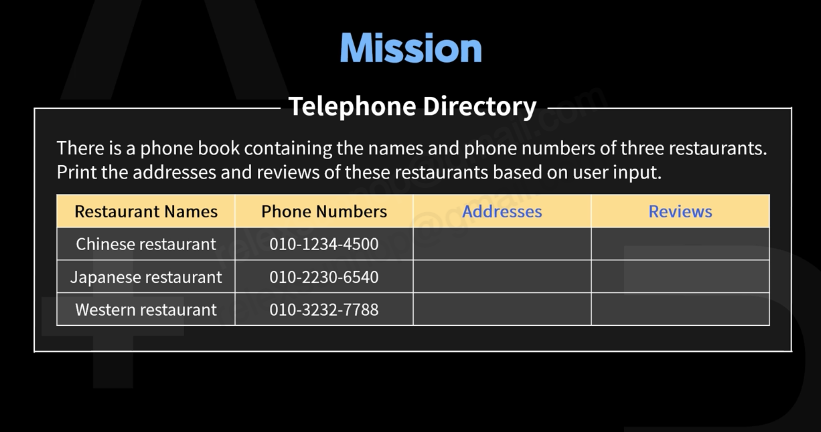 Mission
Telephone Directory
There is a phone book containing the names and phone numbers of three restaurants.
Print the addresses and reviews of these restaurants based on user input.
Restaurant Names Phone Numbers Addresses Reviews
Chinese restaurant 010-1234-4500
Japanese restaurant 010-2230-6540
Western restaurant 010-3232-7788